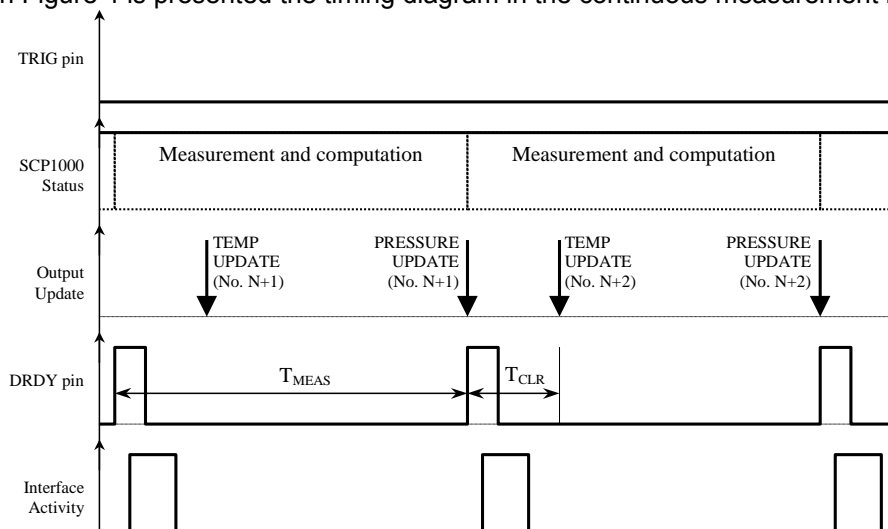 n Figure 4 is presented the timing diagram in the continuous measurement
TRIG pin
SCP1000
Status
Measurement and computation
Measurement and computation
Output
Update
TEMP
UPDATE
(No. N+1)
PRESSURE
UPDATE
(No. N+1)
TEMP
UPDATE
(No. N+2)
PRESSURE
UPDATE
(No. N+2)
DRDY pin
TMEAS
TCLR
Interface
Activity